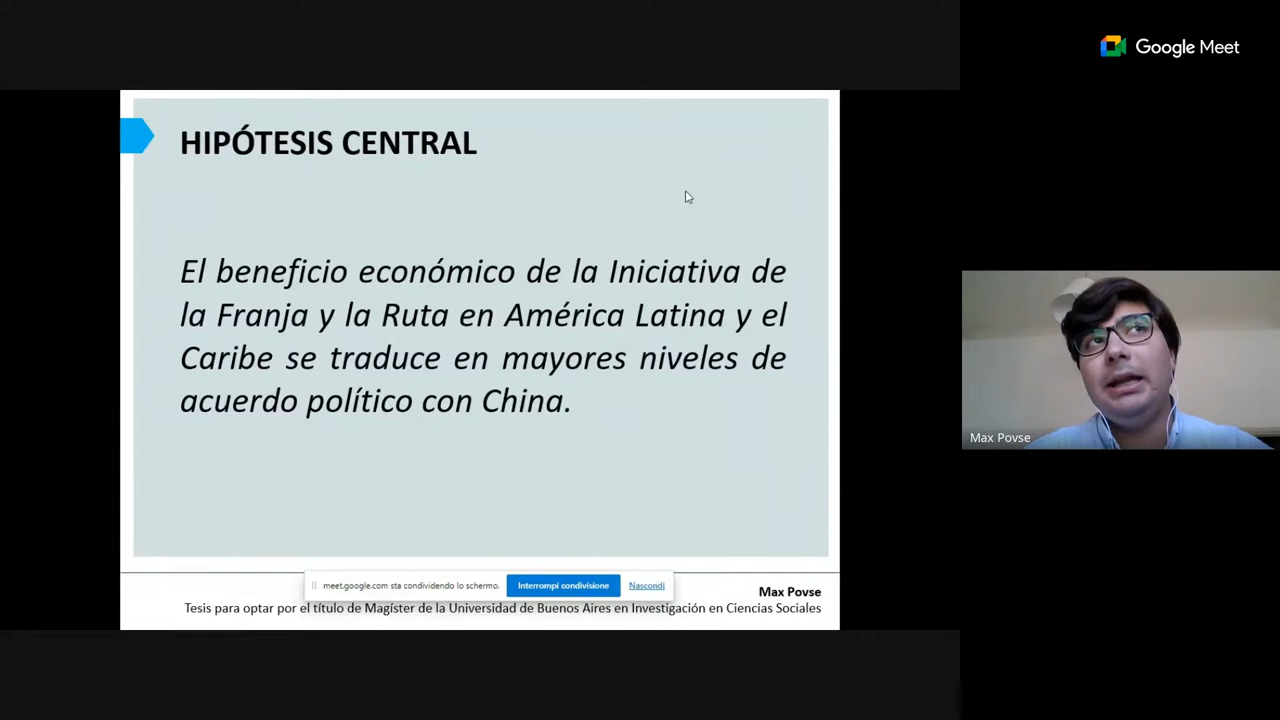 Google Meet
HIPÓTESIS CENTRAL
El beneficio económico de la Iniciativa de
la Franja y la Ruta en América Latina y el
Caribe se traduce en mayores niveles de
acuerdo político con China.
Max Povse
meet.google.com sta condividendo lo schermo.
Interrompi condivisione
Nascondi
Max Povse
Tesis para optar por el título de Magíster de la Universidad de Buenos Aires en Investigación en Ciencias Sociales